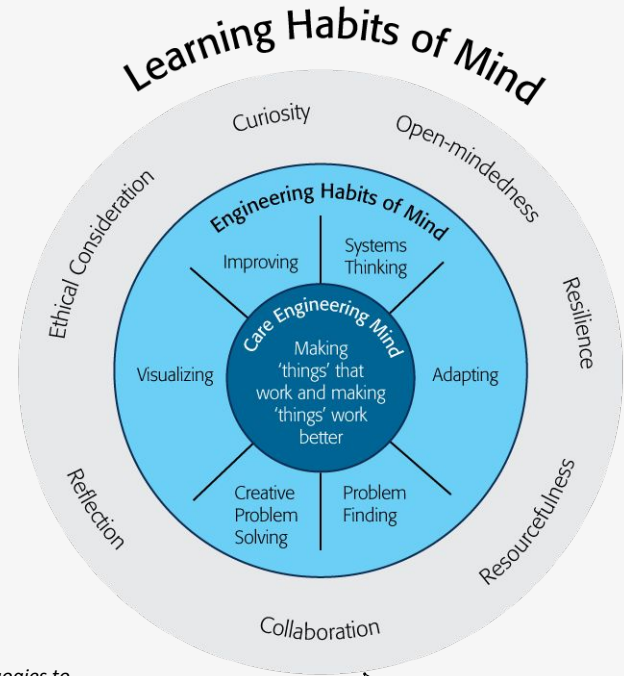 Learning Habits of Mind
Curiosity
Open-mindedness
Resilience
Resourcefulness
Collaboration
Reflection
Ethical Consideration
Engineering Habits of Mind
Improving
Systems
Thinking
Visualizing
Adapting
Creative
Problem
Solving
Problem
Finding
Care Engineering Mind
Making
'things' that
work and making
'things' work
better